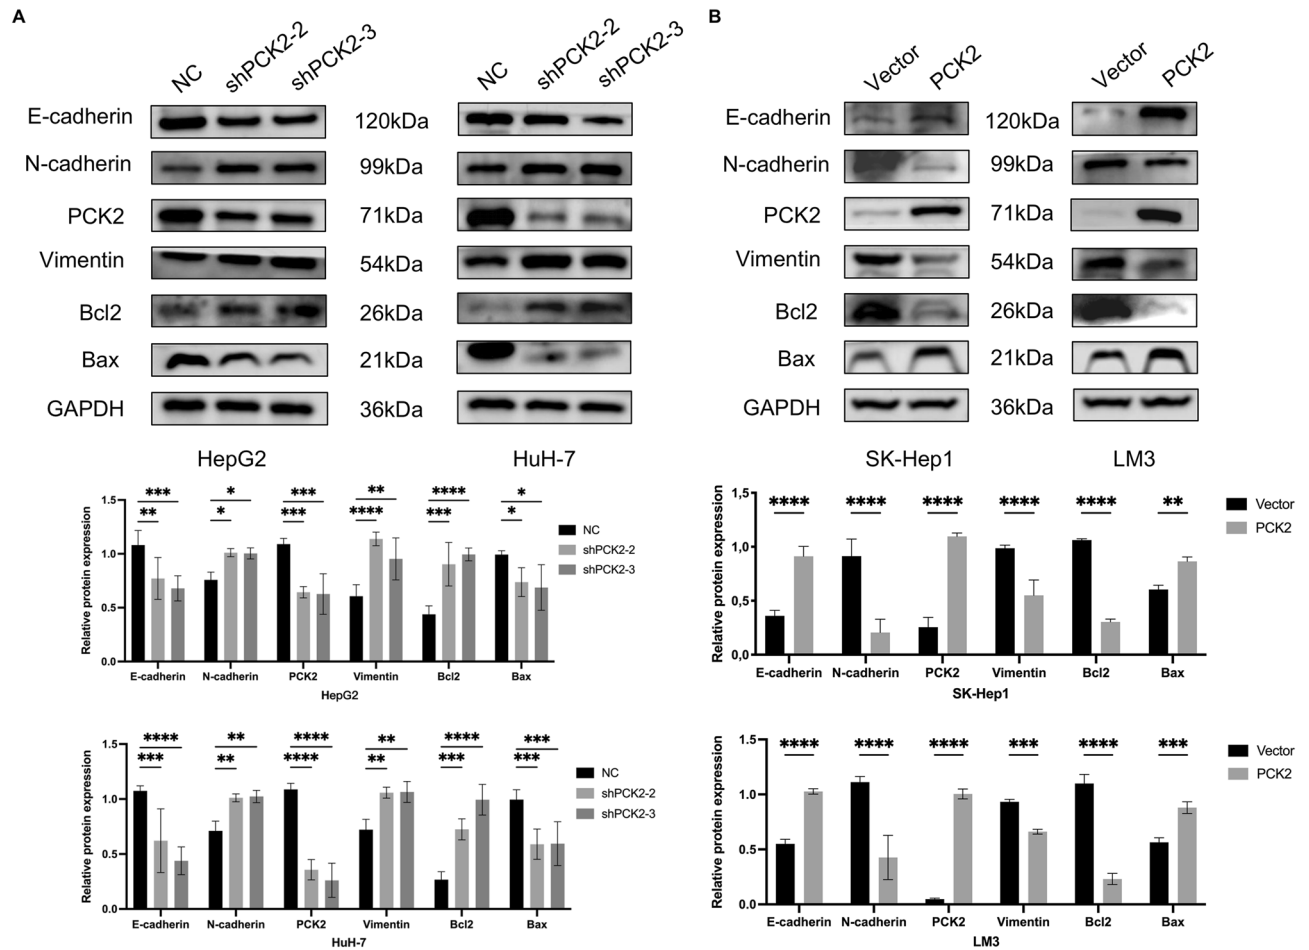 A
B
NC shPCK2-2 shPCK2-3 NC shPCK2-2 shPCK2-3 Vector PCK2 Vector PCK2
E-cadherin 120kDa E-cadherin 120kDa
N-cadherin 99kDa N-cadherin 99kDa
PCK2 71kDa PCK2 71kDa
Vimentin 54kDa Vimentin 54kDa
Bcl2 26kDa Bcl2 26kDa
Bax 21kDa Bax 21kDa
GAPDH 36kDa GAPDH 36kDa
HepG2 HuH-7 SK-Hep1 LM3
Relative protein expression
1.5
1.0
0.5
0.0
*** * *** ** **** *
** * *** **** *** *
NC
shPCK2-2
shPCK2-3
E-cadherin N-cadherin PCK2 Vimentin Bcl2 Bax
HepG2
Relative protein expression
1,5
1,0
0,5
0,0
**** **** **** **** **** **
Vector
PCK2
E-cadherin N-cadherin PCK2 Vimentin Bcl2 Bax
SK-Hep1
Relative protein expression
1.5
1.0
0.5
0.0
**** ** **** ** **** ***
*** ** **** ** *** ***
NC
shPCK2-2
shPCK2-3
E-cadherin N-cadherin PCK2 Vimentin Bcl2 Bax
HuH-7
Relative protein expression
1.5
1.0
0.5
0.0
**** **** **** *** **** ***
Vector
PCK2
E-cadherin N-cadherin PCK2 Vimentin Bcl2 Bax
LM3